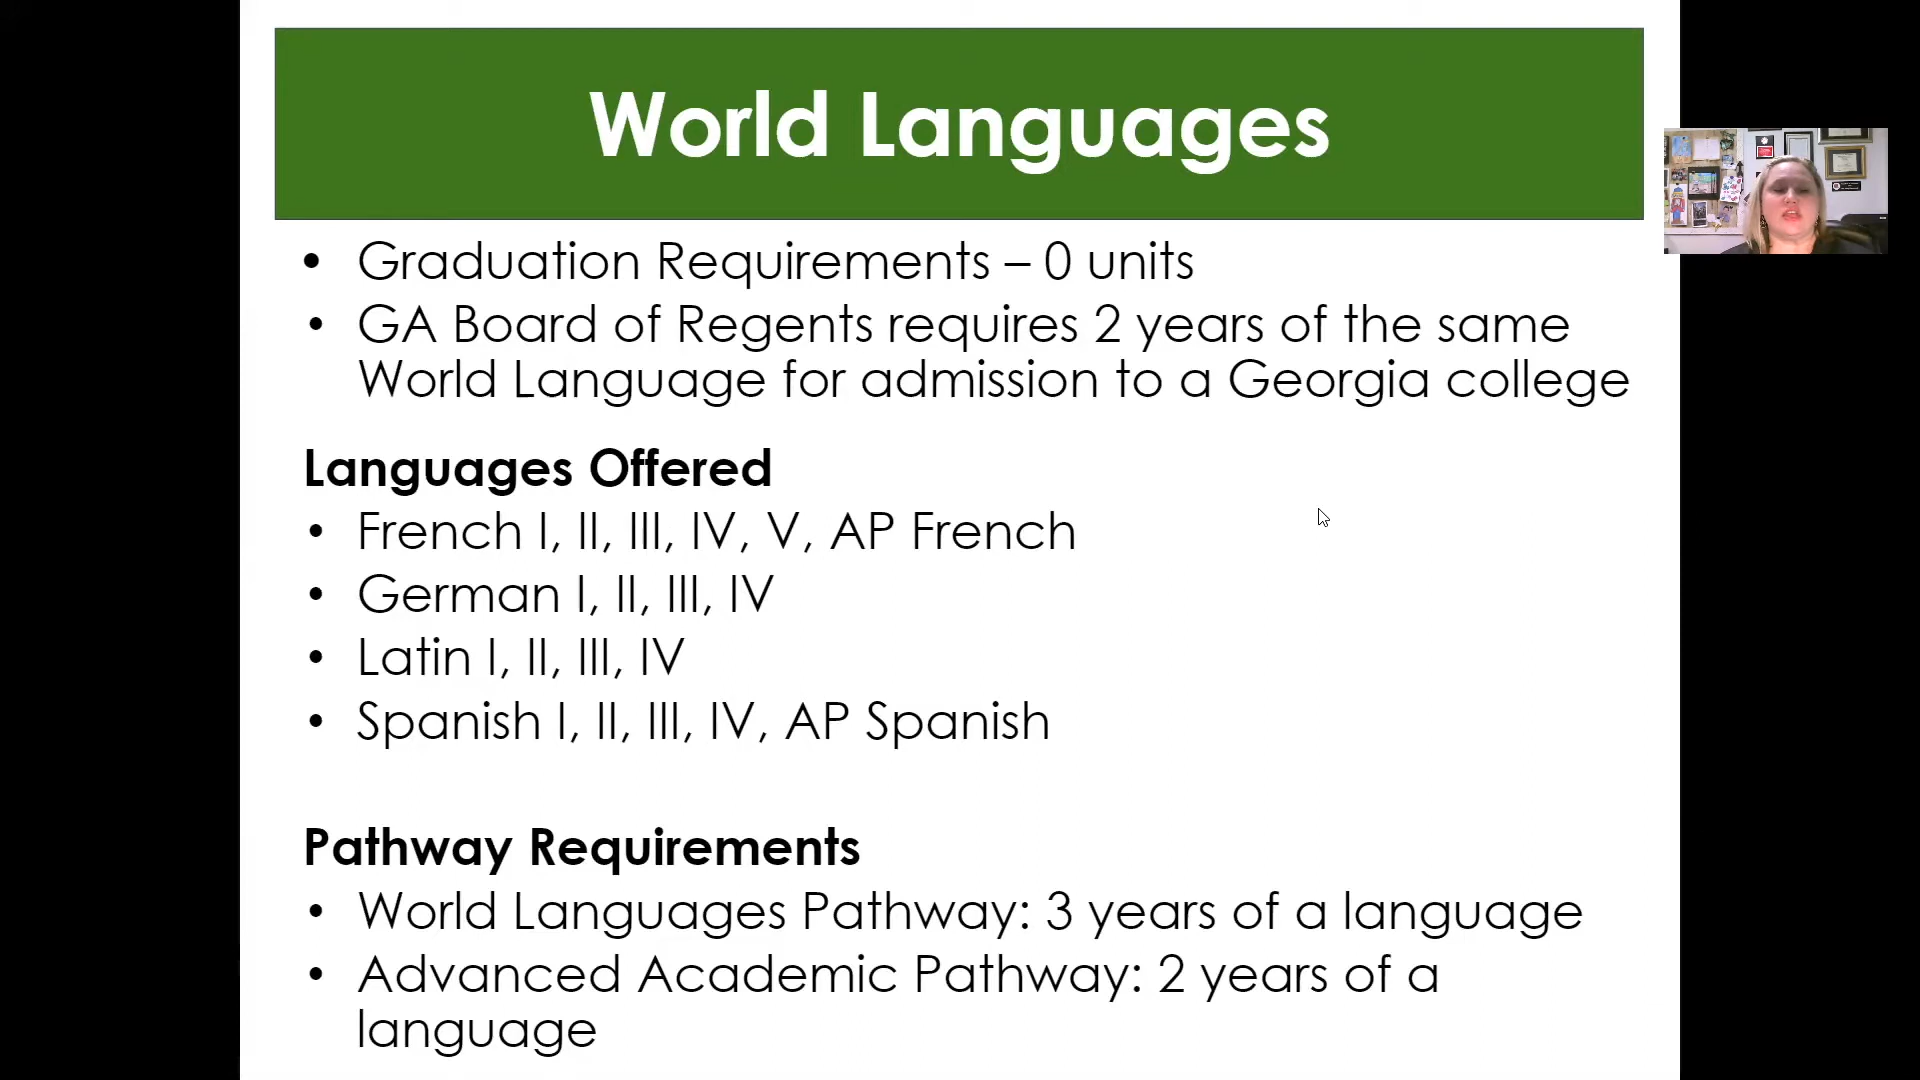 World Languages
• Graduation Requirements – 0 units
• GA Board of Regents requires 2 years of the same
World Language for admission to a Georgia college
Languages Offered
• French I, II, III, IV, V, AP French
• German I, II, III, IV
• Latin I, II, III, IV
• Spanish I, II, III, IV, AP Spanish
Pathway Requirements
• World Languages Pathway: 3 years of a language
• Advanced Academic Pathway: 2 years of a
language